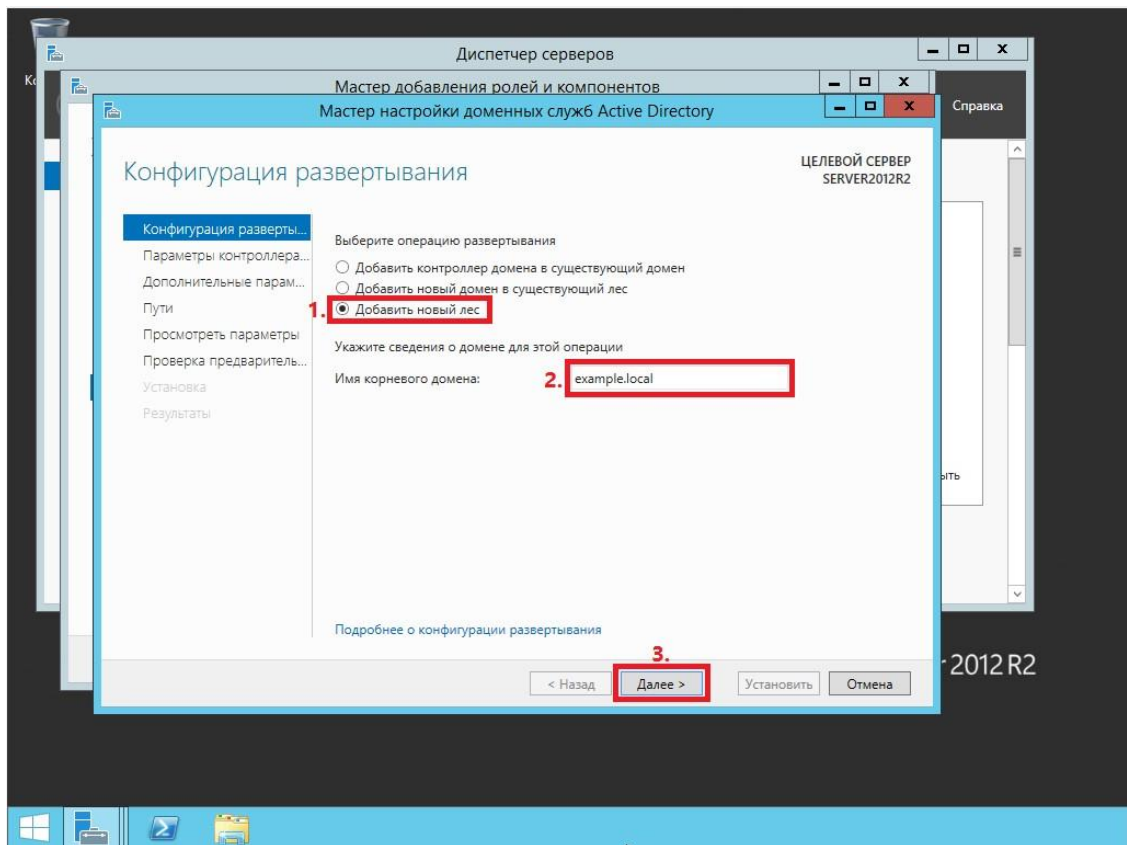 Диспетчер серверов
Мастер добавления ролей и компонентов
Мастер настройки доменных служб Active Directory
Справка
Конфигурация развертывания
ЦЕЛЕВОЙ СЕРВЕР
SERVER2012R2
Конфигурация разверты...
Параметры контроллера...
Дополнительные парам...
Пути
Просмотреть параметры
Проверка предваритель...
Установка
Результаты
Выберите операцию развертывания
Добавить контроллер домена в существующий домен
Добавить новый домен в существующий лес
1. Добавить новый лес
Укажите сведения о домене для этой операции
Имя корневого домена: 2. example.local
Подробнее о конфигурации развертывания
3.
< Назад
Далее >
Установить
Отмена
2012 R2